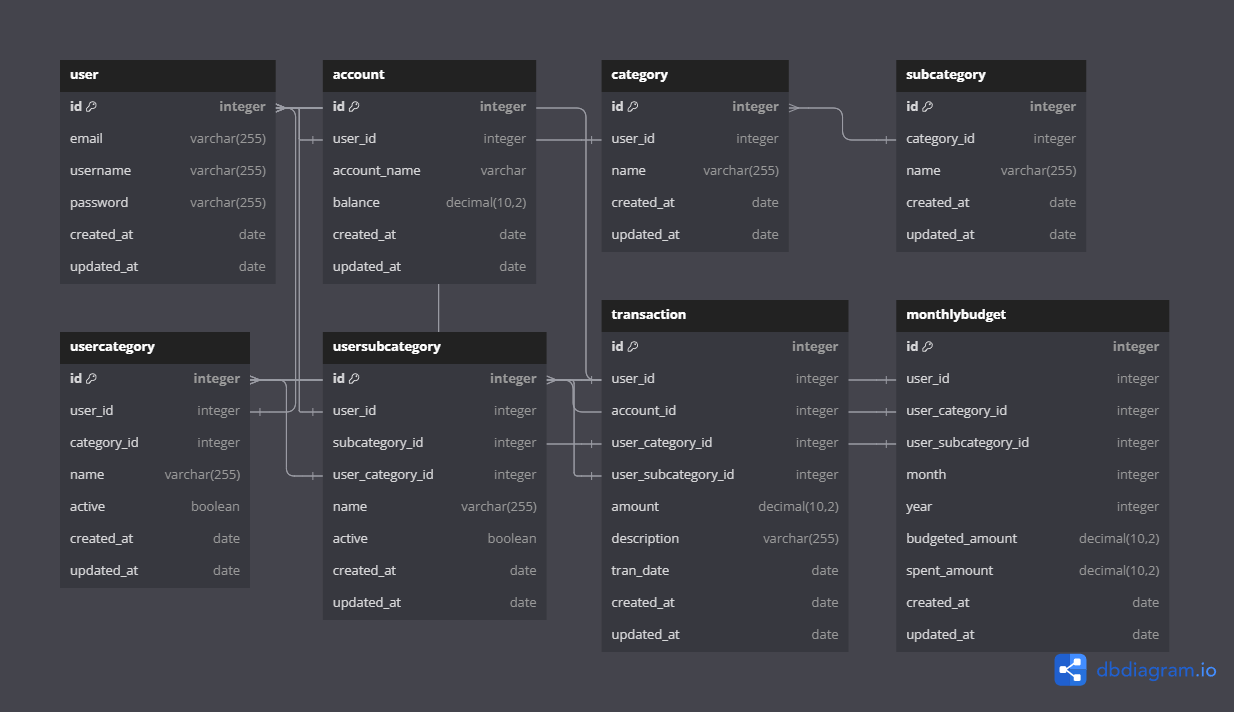 user
id integer
email varchar(255)
username varchar(255)
password varchar(255)
created_at date
updated_at date
account
id integer
user_id integer
account_name varchar
balance decimal(10,2)
created_at date
updated_at date
category
id integer
user_id integer
name varchar(255)
created_at date
updated_at date
subcategory
id integer
category_id integer
name varchar(255)
created_at date
updated_at date
usercategory
id integer
user_id integer
category_id integer
name varchar(255)
active boolean
created_at date
updated_at date
usersubcategory
id integer
user_id integer
subcategory_id integer
user_category_id integer
name varchar(255)
active boolean
created_at date
updated_at date
transaction
id integer
user_id integer
account_id integer
user_category_id integer
user_subcategory_id integer
amount decimal(10,2)
description varchar(255)
tran_date date
created_at date
updated_at date
monthlybudget
id integer
user_id integer
user_category_id integer
user_subcategory_id integer
month integer
year integer
budgeted_amount decimal(10,2)
spent_amount decimal(10,2)
created_at date
updated_at date
dbdiagram.io